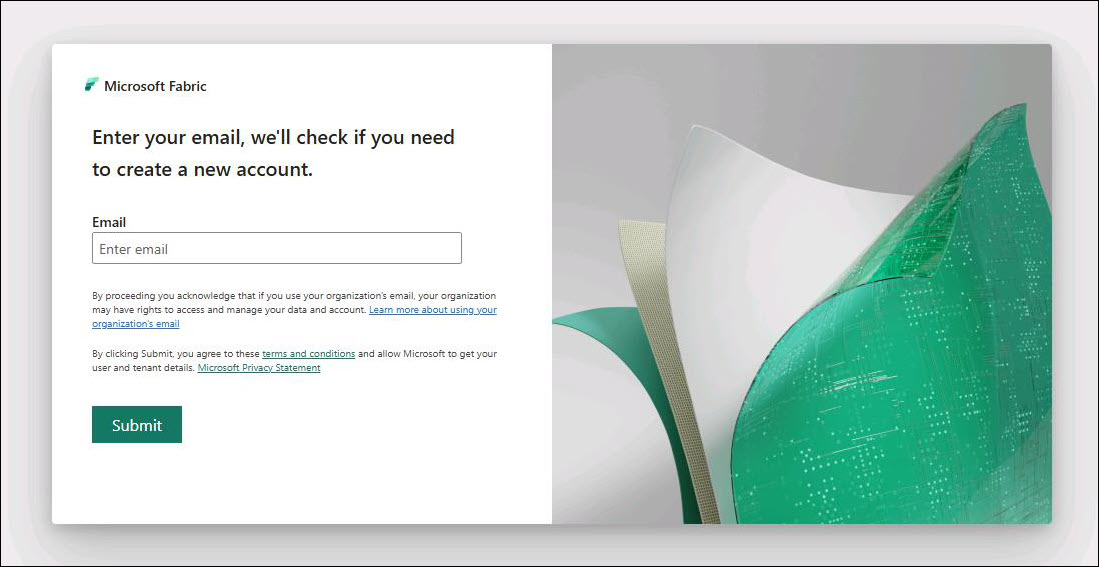 Microsoft Fabric
Enter your email, we'll check if you need
to create a new account.
Email
Enter email
By proceeding you acknowledge that if you use your organization's email, your organization
may have rights to access and manage your data and account. Learn more about using your
organization's email
By clicking Submit, you agree to these terms and conditions and allow Microsoft to get your
user and tenant details. Microsoft Privacy Statement
Submit